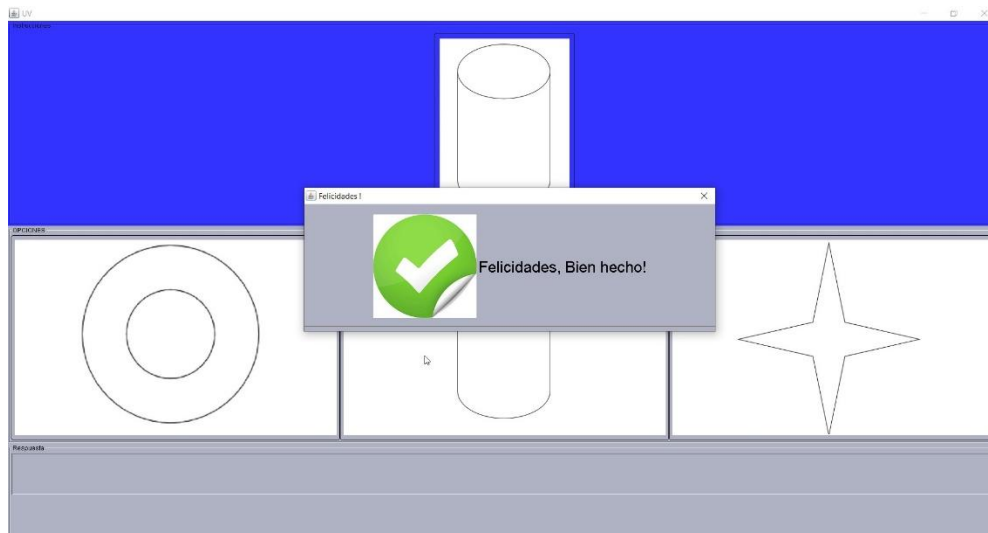 UV
Felicidades !
OPCIONES
Felicidades, Bien hecho!
Respuesta